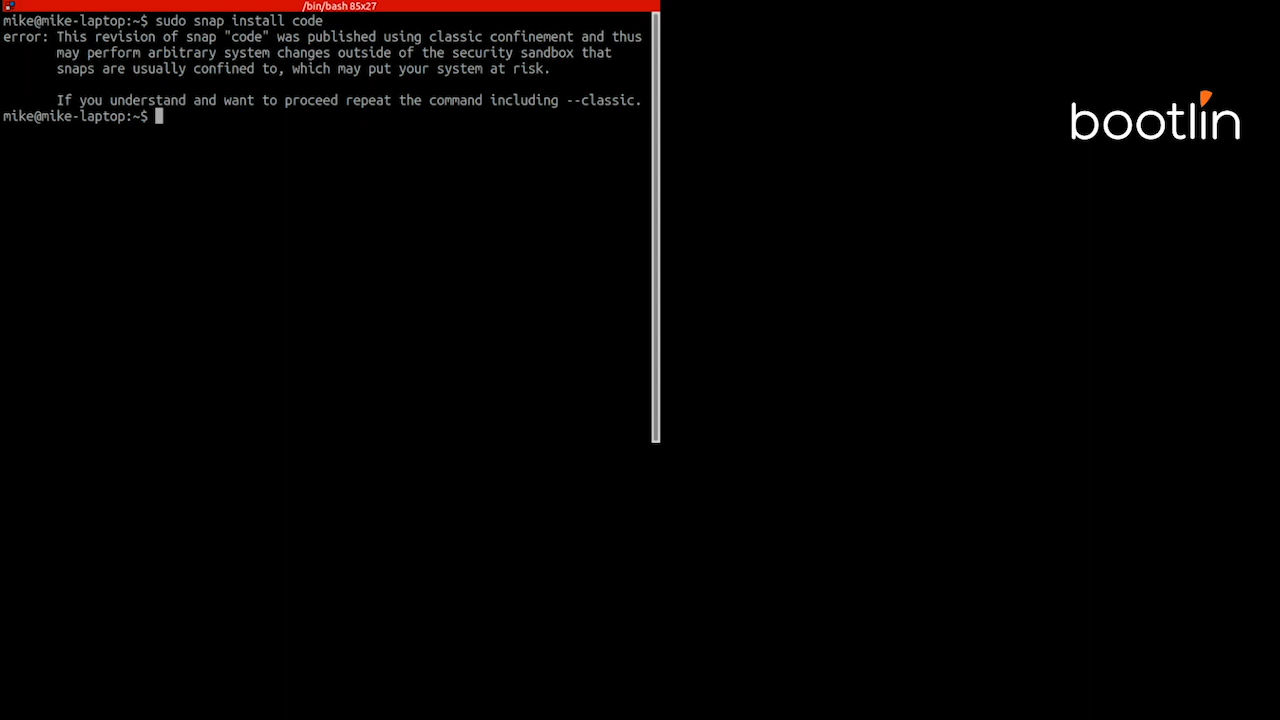 /bin/bash 85x27
mike@mike-laptop:~$ sudo snap install code
error: This revision of snap "code" was published using classic confinement and thus
may perform arbitrary system changes outside of the security sandbox that
snaps are usually confined to, which may put your system at risk.
If you understand and want to proceed repeat the command including --classic.
mike@mike-laptop:~$
bootlin